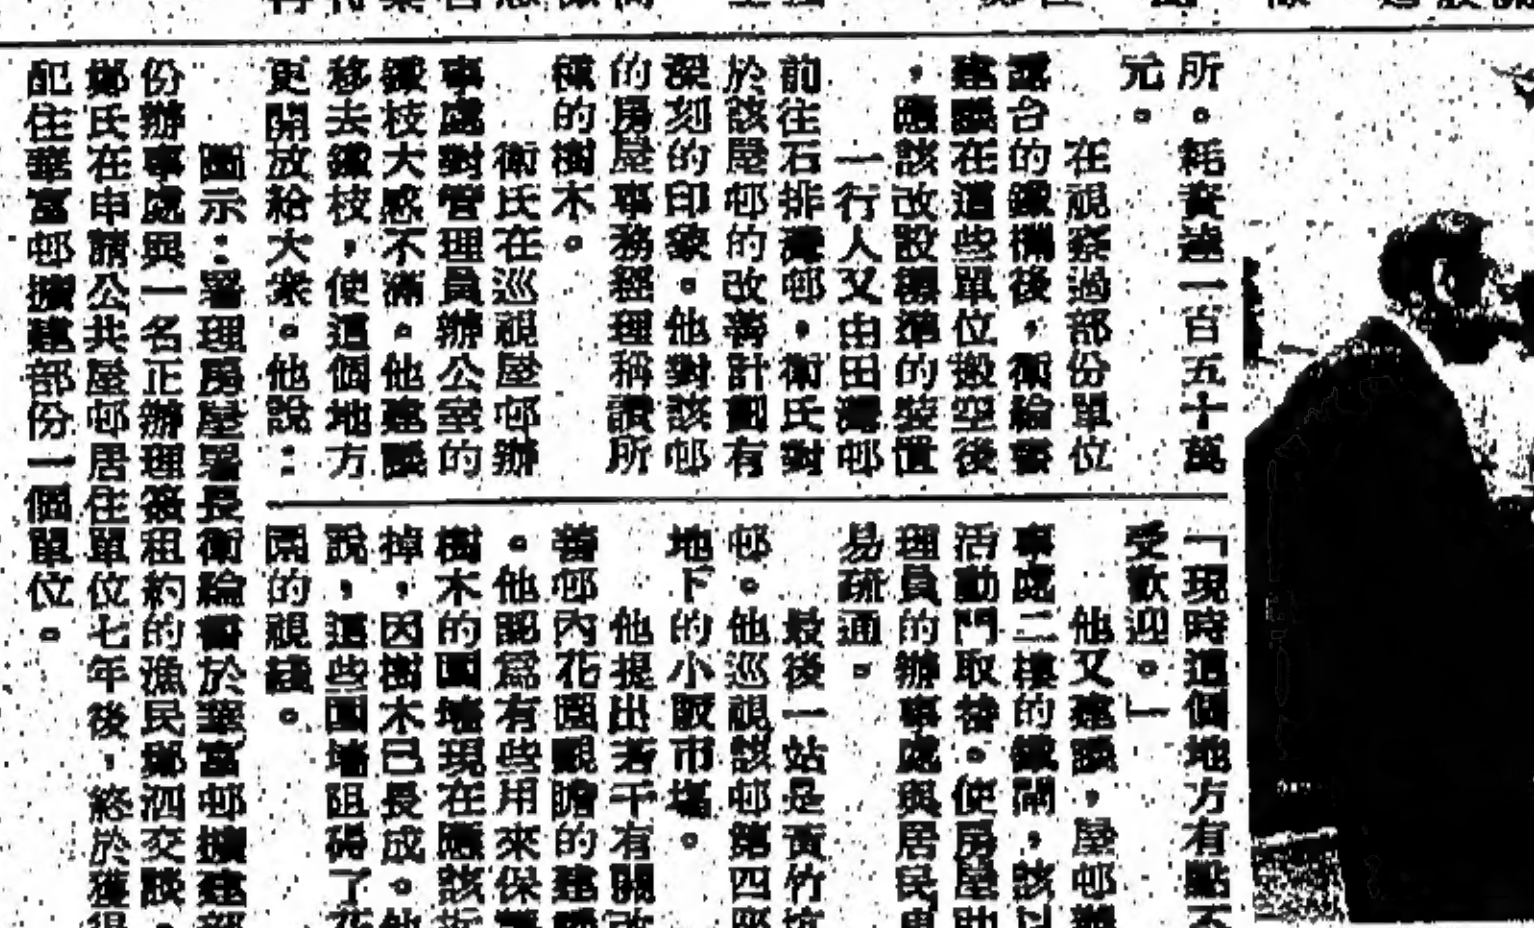 所。耗資達一百五十萬
元。
在視察過部份單位
露台的鐵欄後，衛綸書
建議在這些單位搬空後
，應該改設標準的裝置
一行人又由田灣邨
前往石排灣邨，衛氏對
於該屋邨的改善計劃有
深刻的印象。他對該邨
的房屋事務經理稱讚所
種的樹木。
衛氏在巡視屋邨辦
事處對管理員辦公室的
鐵枝大感不滿。他建議
移去鐵枝，使這個地方
更開放給大衆。他說：
「現時這個地方有點不
受歡迎。」
他又建議，屋邨辦
事處二樓的鐵閘，該以
活動門取替。使房屋助
理員的辦事處與居民更
易疏通。
最後一站是黃竹坑
邨。他巡視該邨第四座
地下的小販市場。
他提出若干有關改
善邨內花園觀瞻的建議
。他認爲有些用來保護
樹木的圍墻現在應該拆
掉，因樹木已長成。他
說，這些圍墻阻碍了花
園的視綫。
圖示：署理房屋署署長衛綸書於華富邨擴建部
份辦事處與一名正辦理簽租約的漁民鄭泗交談。
鄭氏在申請公共屋邨居住單位七年後，終於獲得
配住華富邨擴建部份一個單位。